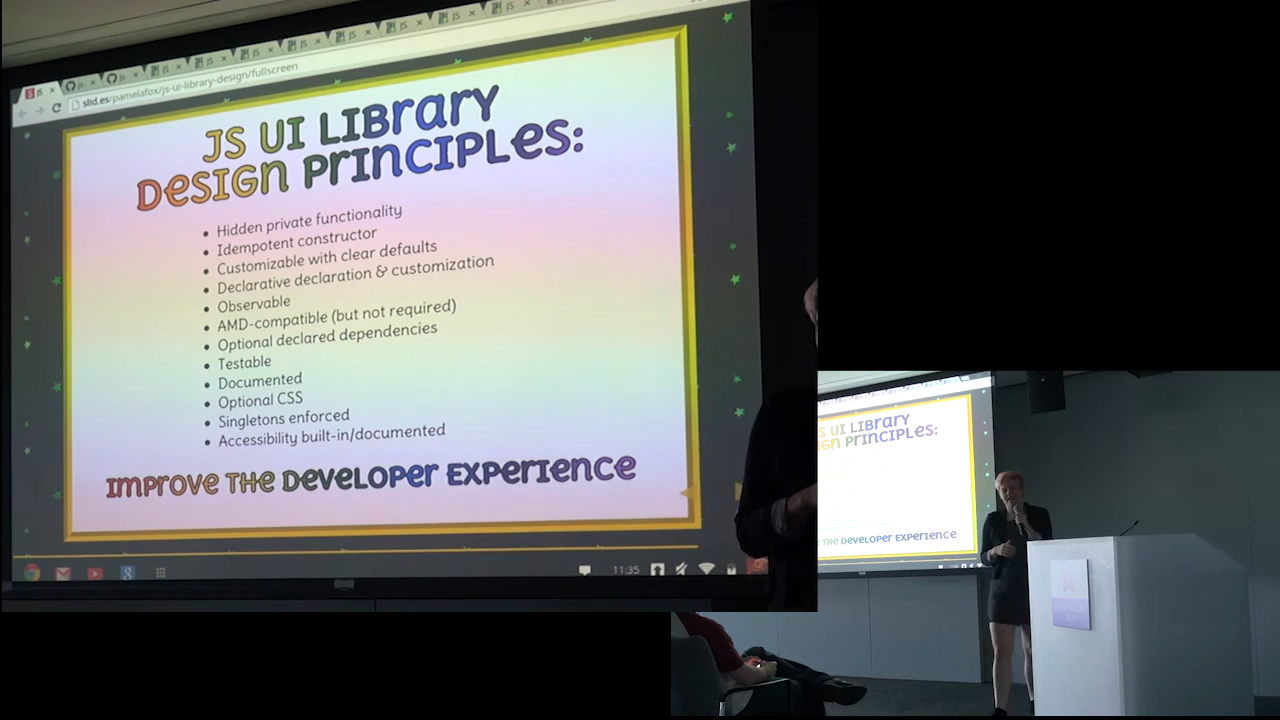 slid.es/pamelafox/js-ui-library-design/fullscreen
JS UI Library
Design Principles:
Hidden private functionality
Idempotent constructor
Customizable with clear defaults
Declarative declaration & customization
Observable
AMD-compatible (but not required)
Optional declared dependencies
Testable
Documented
Optional CSS
Singletons enforced
Accessibility built-in/documented
Improve the Developer Experience
11:35
S UI Library
ign Principles:
the Developer Experience